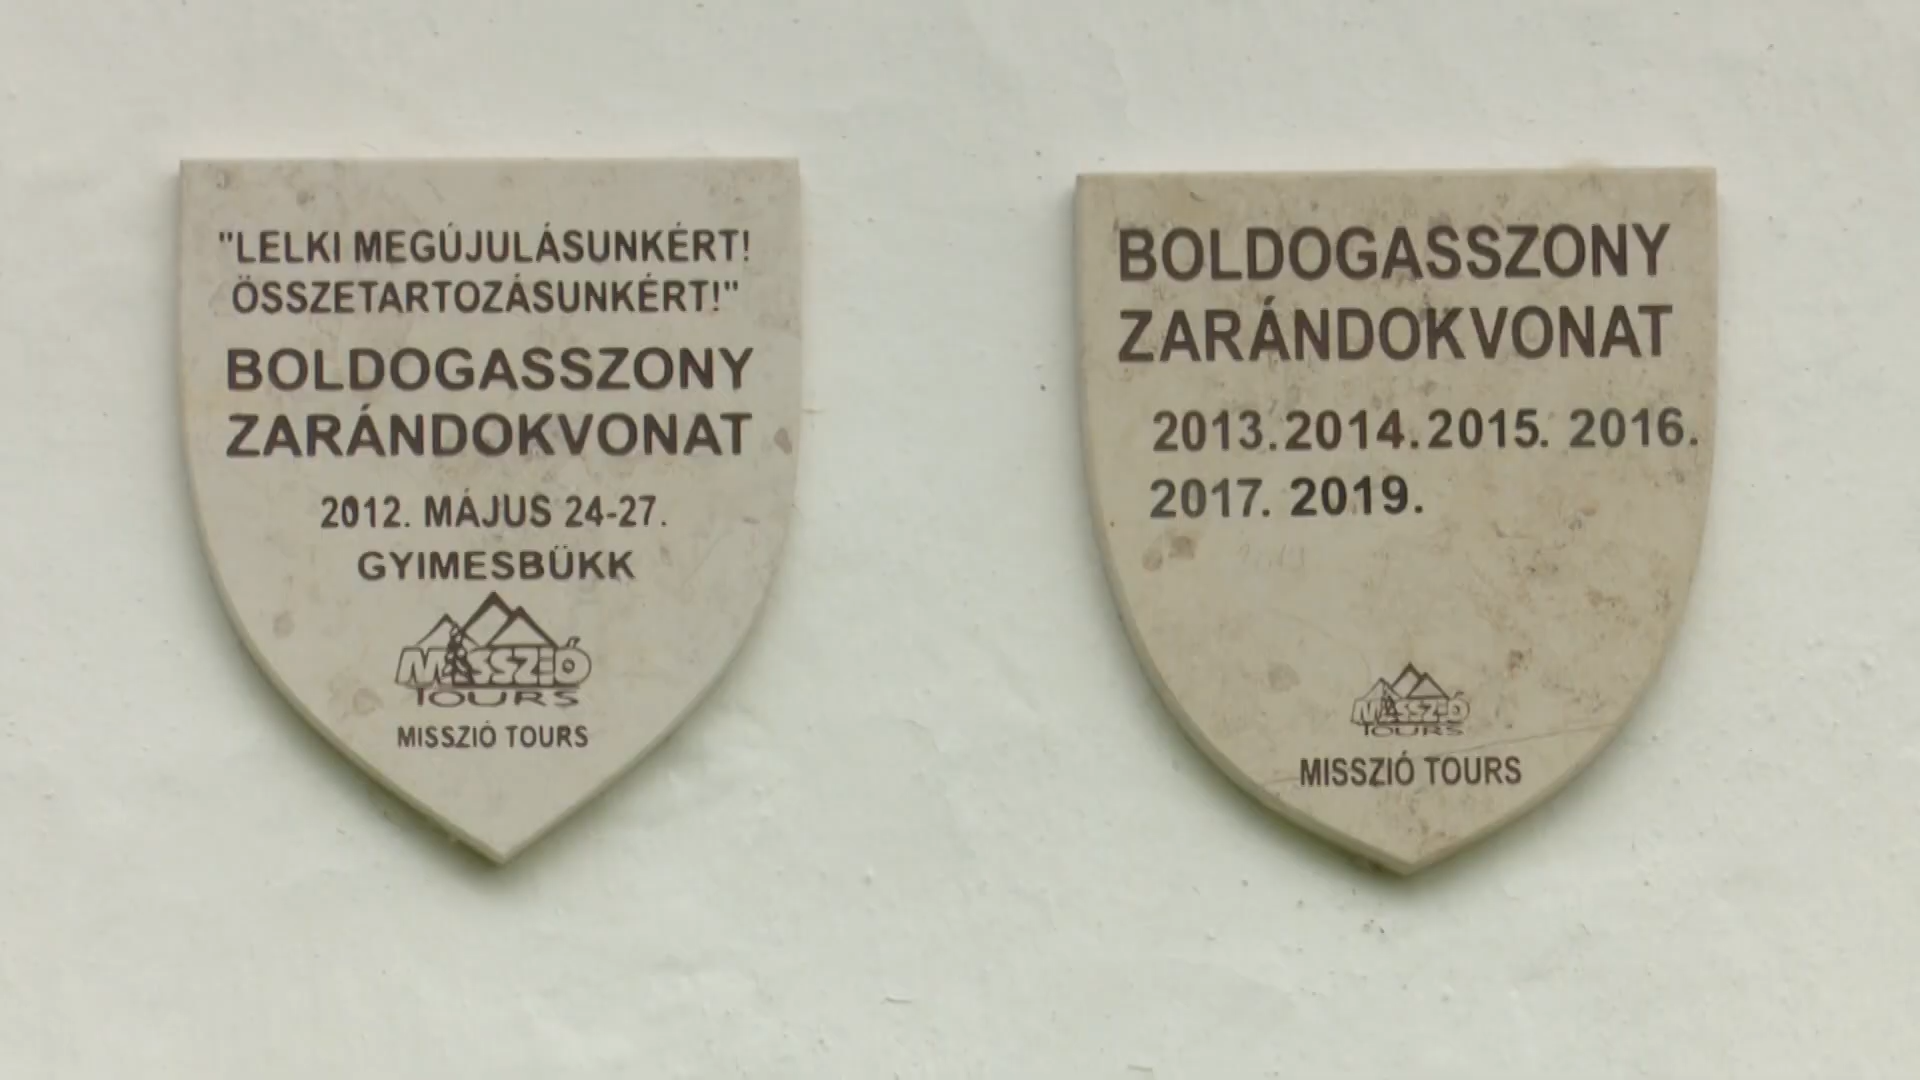 "LELKI MEGÚJULÁSUNKÉRT!
ÖSSZETARTOZÁSUNKÉRT!"
BOLDOGASSZONY
ZARÁNDOKVONAT
2012. MÁJUS 24-27.
GYIMESBÜKK
MISSZIÓ
TOURS
MISSZIÓ TOURS
BOLDOGASSZONY
ZARÁNDOKVONAT
2013. 2014. 2015. 2016.
2017. 2019.
MISSZIÓ
TOURS
MISSZIÓ TOURS